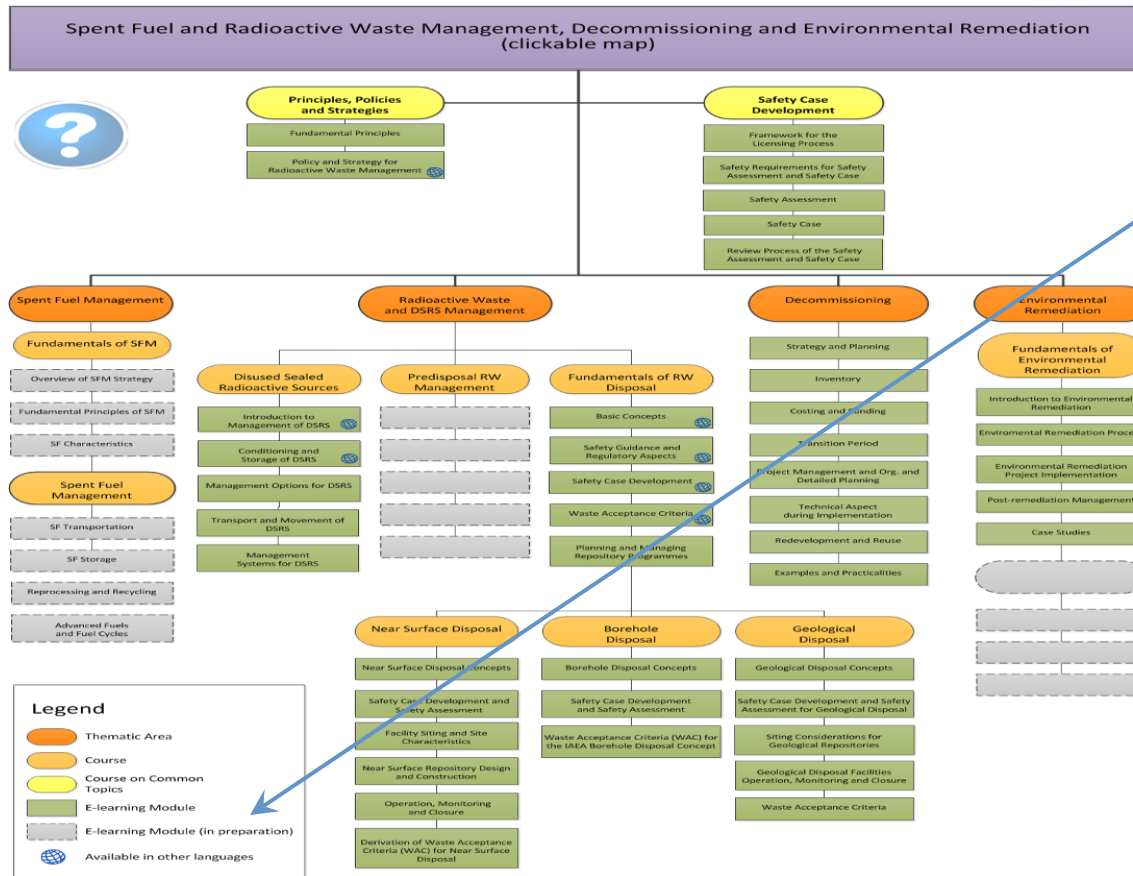 Spent Fuel and Radioactive Waste Management, Decommissioning and Environmental Remediation
(clickable map)
?
Principles, Policies
and Strategies
Fundamental Principles
Policy and Strategy for
Radioactive Waste Management
Safety Case
Development
Framework for the
Licensing Process
Safety Requirements for Safety
Assessment and Safety Case
Safety Assessment
Safety Case
Review Process of the Safety
Assessment and Safety Case
Spent Fuel Management
Fundamentals of SFM
Overview of SFM Strategy
Fundamental Principles of SFM
SF Characteristics
Spent Fuel
Management
SF Transportation
SF Storage
Reprocessing and Recycling
Advanced Fuels
and Fuel Cycles
Radioactive Waste
and DSRS Management
Disused Sealed
Radioactive Sources
Introduction to
Management of DSRS
Conditioning and
Storage of DSRS
Management Options for DSRS
Transport and Movement of
DSRS
Management
Systems for DSRS
Predisposal RW
Management
Fundamentals of RW
Disposal
Basic Concepts
Safety Guidance and
Regulatory Aspects
Safety Case Development
Waste Acceptance Criteria
Planning and Managing
Repository Programmes
Near Surface Disposal
Near Surface Disposal Concepts
Safety Case Development and
Safety Assessment
Facility Siting and Site
Characteristics
Near Surface Repository Design
and Construction
Operation, Monitoring
and Closure
Derivation of Waste Acceptance
Criteria (WAC) for Near Surface
Disposal
Borehole
Disposal
Borehole Disposal Concepts
Safety Case Development
and Safety Assessment
Waste Acceptance Criteria (WAC) for
the IAEA Borehole Disposal Concept
Geological
Disposal
Geological Disposal Concepts
Safety Case Development and Safety
Assessment for Geological Disposal
Siting Considerations for
Geological Repositories
Geological Disposal Facilities
Operation, Monitoring and Closure
Waste Acceptance Criteria
Decommissioning
Strategy and Planning
Inventory
Costing and Funding
Transition Period
Project Management and Org. and
Detailed Planning
Technical Aspect
during Implementation
Redevelopment and Reuse
Examples and Practicalities
Environmental
Remediation
Fundamentals of
Environmental
Remediation
Introduction to Environmental
Remediation
Enviromental Remediation Process
Environmental Remediation
Project Implementation
Post-remediation Management
Case Studies
Legend
Thematic Area
Course
Course on Common
Topics
E-learning Module
E-learning Module (in preparation)
Available in other languages